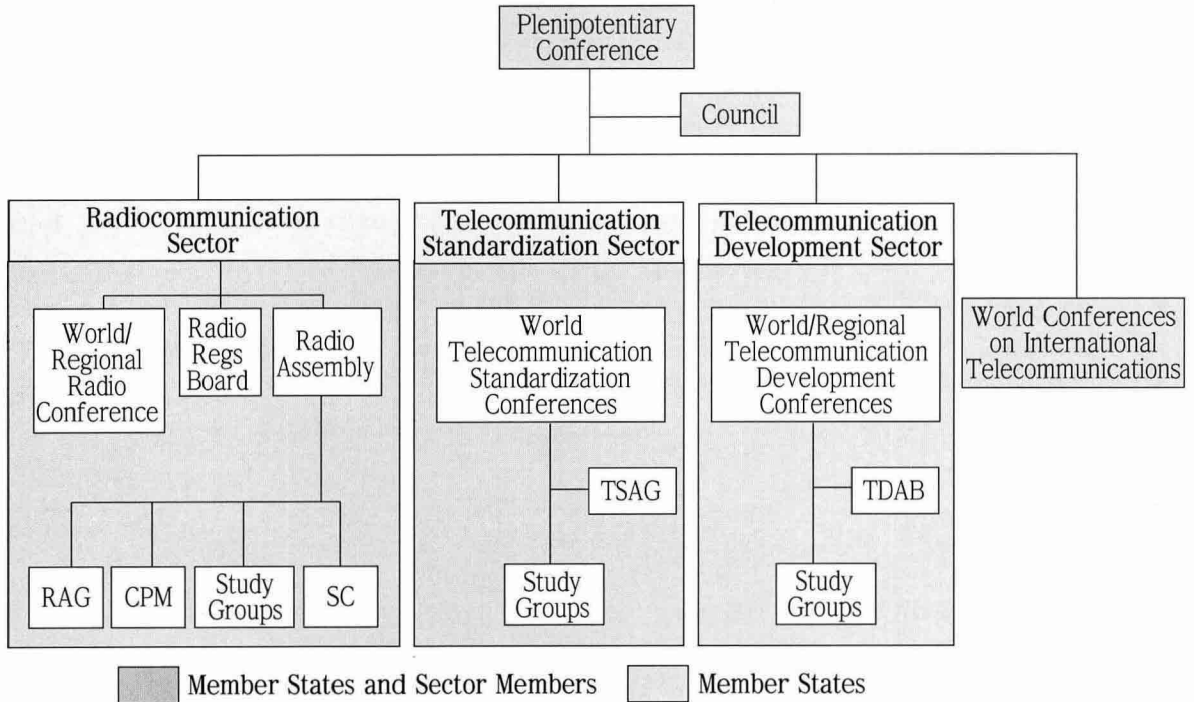 Plenipotentiary
Conference
Council
Radiocommunication
Sector
World/
Regional
Radio
Conference
Radio
Regs
Board
Radio
Assembly
RAG
CPM
Study
Groups
SC
Telecommunication
Standardization Sector
World
Telecommunication
Standardization
Conferences
TSAG
Study
Groups
Telecommunication
Development Sector
World/Regional
Telecommunication
Development
Conferences
TDAB
Study
Groups
World Conferences
on International
Telecommunications
Member States and Sector Members
Member States